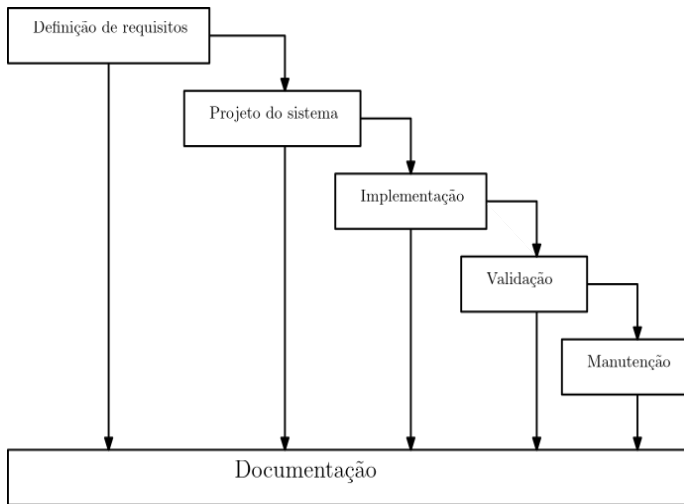 Definição de requisitos
Projeto do sistema
Implementação
Validação
Manutenção
Documentação